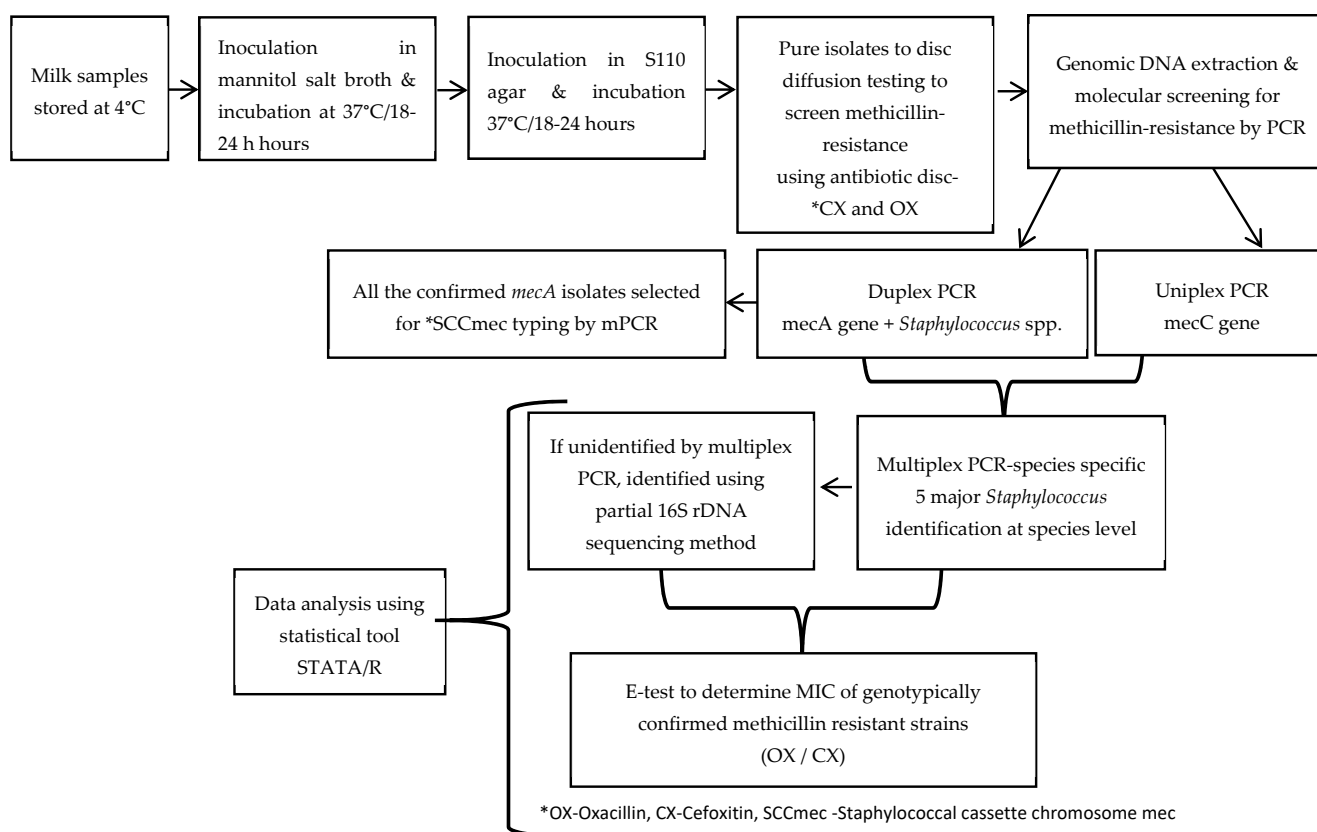 Milk samples
stored at 4°C
Inoculation in
mannitol salt broth &
incubation at 37°C/18-
24 h hours
Inoculation in S110
agar & incubation
37°C/18-24 hours
Pure isolates to disc
diffusion testing to
screen methicillin-
resistance
using antibiotic disc-
*CX and OX
Genomic DNA extraction &
molecular screening for
methicillin-resistance by PCR
All the confirmed mecA isolates selected
for *SCCmec typing by mPCR
Duplex PCR
mecA gene + Staphylococcus spp.
Uniplex PCR
mecC gene
If unidentified by multiplex
PCR, identified using
partial 16S rDNA
sequencing method
Multiplex PCR-species specific
5 major Staphylococcus
identification at species level
Data analysis using
statistical tool
STATA/R
E-test to determine MIC of genotypically
confirmed methicillin resistant strains
(OX / CX)
*OX-Oxacillin, CX-Cefoxitin, SCCmec -Staphylococcal cassette chromosome mec